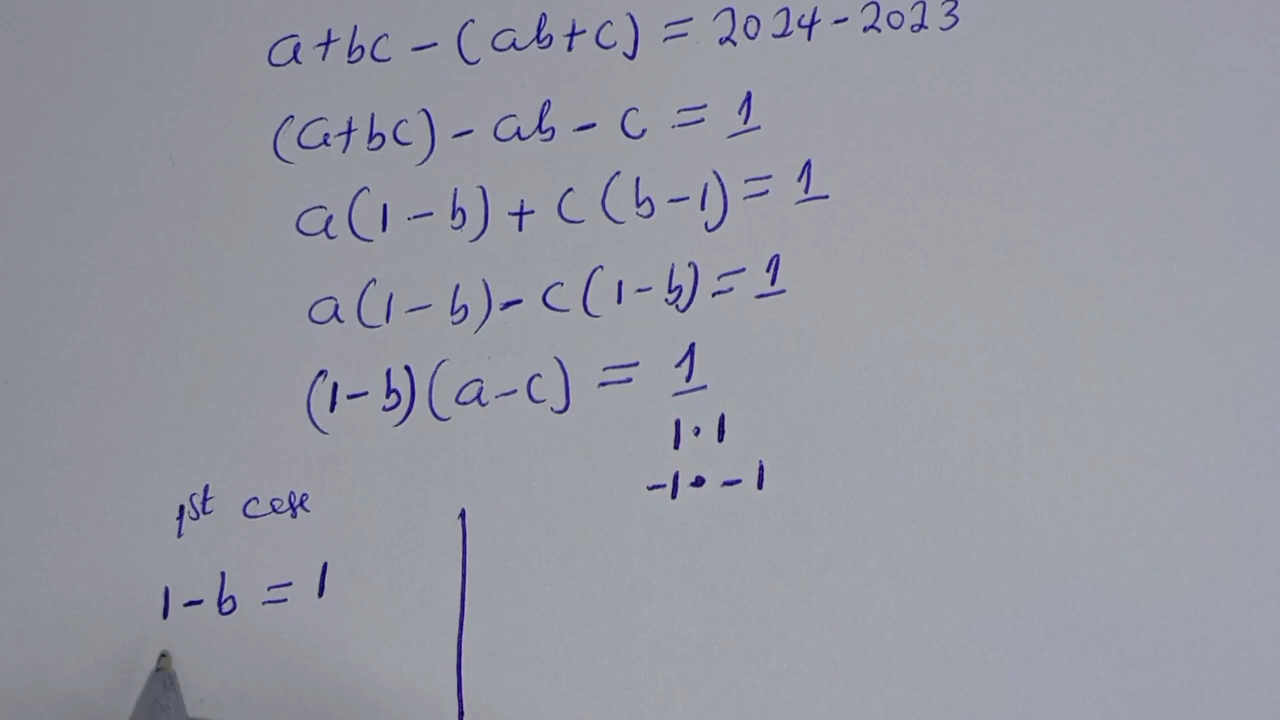 a+bc-(ab+c) = 2024-2023
(a+bc)-ab-c = 1
a(1-b)+c(b-1) = 1
a(1-b)-c(1-b) = 1
(1-b)(a-c) = 1
1·1
-1·-1
1st case
1-b = 1